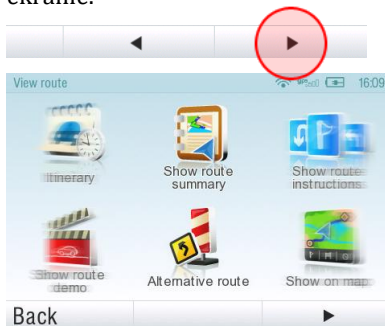 ekranie.
View route
16:09
Itinerary
Show route
summary
Show route
instructions
Show route
demo
Alternative route
Show on map
Back